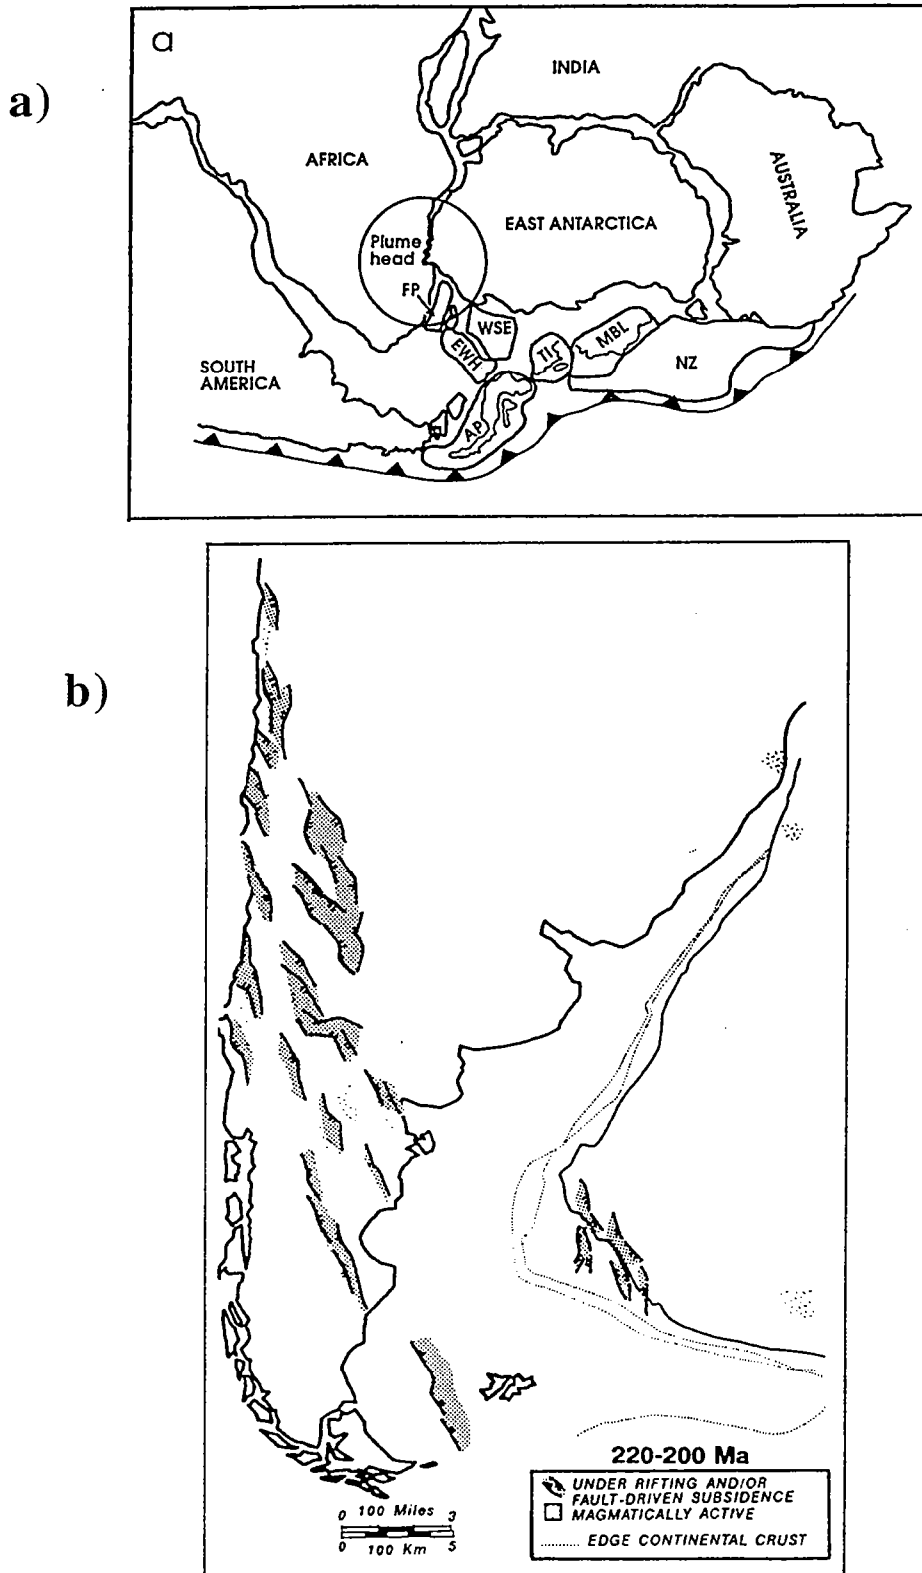 a)
a
INDIA
AFRICA
AUSTRALIA
EAST ANTARCTICA
Plume
head
FP
WSE
EWH
TI
MBL
NZ
SOUTH
AMERICA
AP
b)
220-200 Ma
UNDER RIFTING AND/OR
FAULT-DRIVEN SUBSIDENCE
MAGMATICALLY ACTIVE
EDGE CONTINENTAL CRUST
0 100 Miles 3
0 100 Km 5